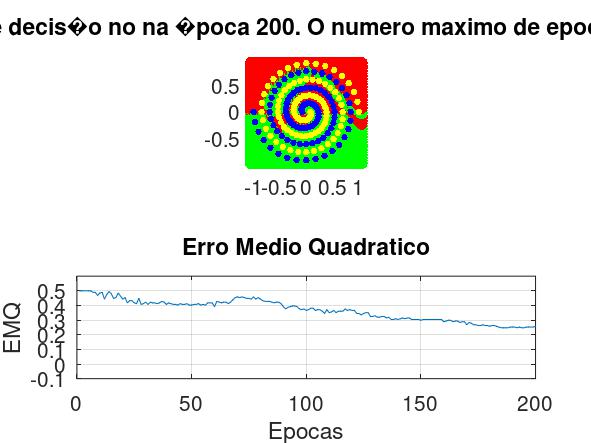 decis�o no na �poca 200. O numero maximo de
0.5
0
-0.5
-1 -0.5 0 0.5 1
Erro Medio Quadratico
EMQ
0.5
0.4
0.3
0.2
0.1
0
-0.1
0 50 100 150 200
Epocas